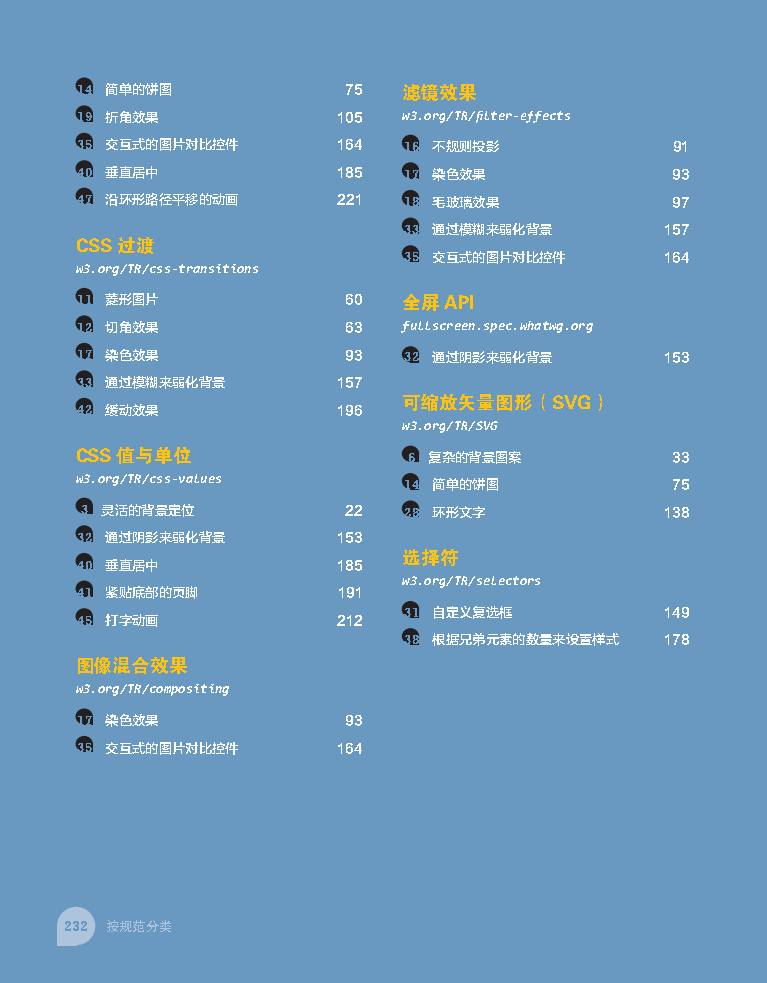 14 简单的饼图 75
19 折角效果 105
35 交互式的图片对比控件 164
40 垂直居中 185
47 沿环形路径平移的动画 221
CSS 过渡
w3.org/TR/css-transitions
11 菱形图片 60
12 切角效果 63
17 染色效果 93
33 通过模糊来弱化背景 157
42 缓动效果 196
CSS 值与单位
w3.org/TR/css-values
3 灵活的背景定位 22
32 通过阴影来弱化背景 153
40 垂直居中 185
41 紧贴底部的页脚 191
45 打字动画 212
图像混合效果
w3.org/TR/compositing
17 染色效果 93
35 交互式的图片对比控件 164
滤镜效果
w3.org/TR/filter-effects
16 不规则投影 91
17 染色效果 93
18 毛玻璃效果 97
33 通过模糊来弱化背景 157
35 交互式的图片对比控件 164
全屏 API
fullscreen.spec.whatwg.org
32 通过阴影来弱化背景 153
可缩放矢量图形（SVG）
w3.org/TR/SVG
6 复杂的背景图案 33
14 简单的饼图 75
28 环形文字 138
选择符
w3.org/TR/selectors
31 自定义复选框 149
38 根据兄弟元素的数量来设置样式 178
232 按规范分类